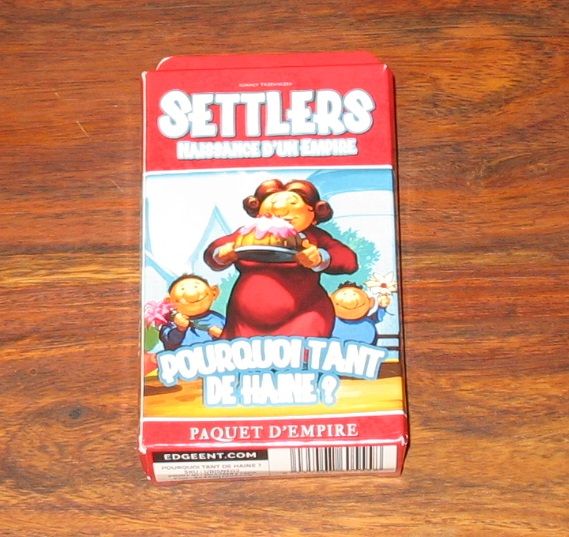 SETTLERS
NAISSANCE D'UN EMPIRE
POURQUOI TANT
DE HAINE ?
PAQUET D'EMPIRE
EDGEENT.COM
POURQUOI TANT DE HAINE ?